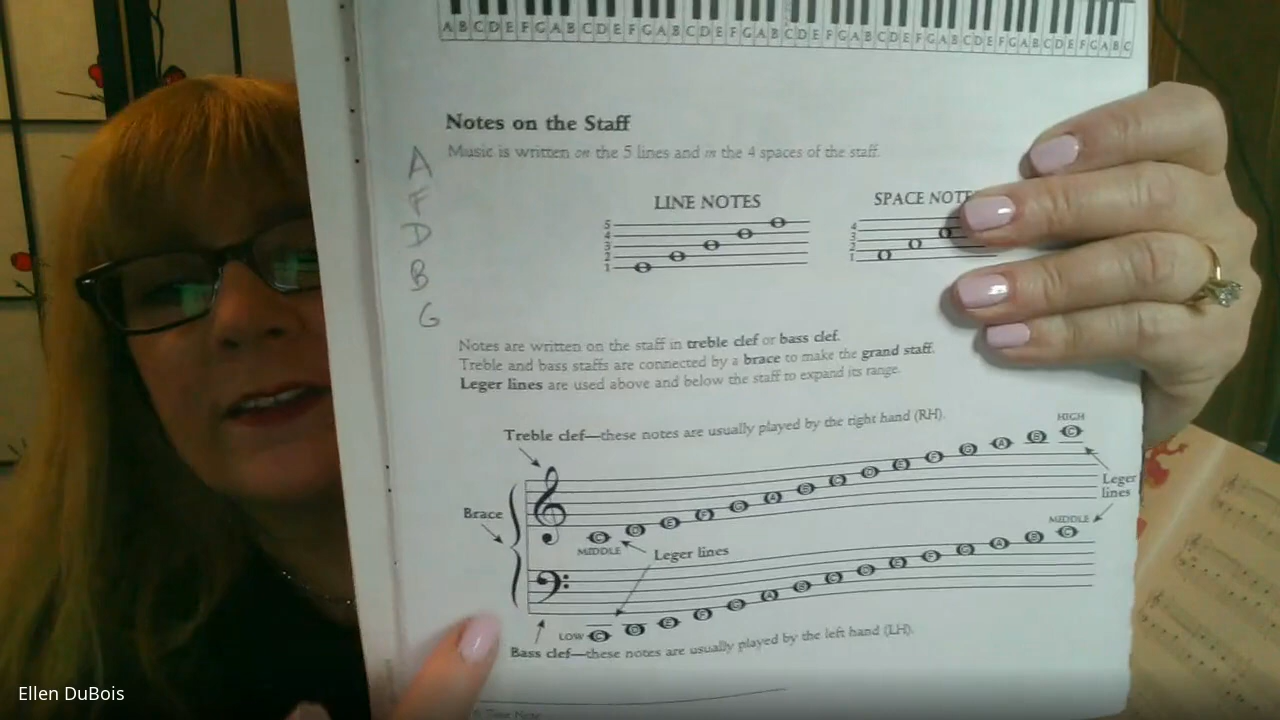 A B C D E F G A B C D E F G A B C D E F G A B C D E F G A B C D E F G A B C D E F G A B C D E F G A B C
Notes on the Staff
Music is written on the 5 lines and in the 4 spaces of the staff.
A
F
D
B
G
LINE NOTES
SPACE NOTE
5
4
3
2
1
4
3
2
1
Notes are written on the staff in treble clef or bass clef.
Treble and bass staffs are connected by a brace to make the grand staff.
Leger lines are used above and below the staff to expand its range.
Treble clef—these notes are usually played by the right hand (RH).
HIGH
C D E F G A B C D E F G A B C
Leger
lines
Brace
MIDDLE
Leger lines
MIDDLE
C D E F G A B C D E F G A B C
LOW
Bass clef—these notes are usually played by the left hand (LH).
Ellen DuBois